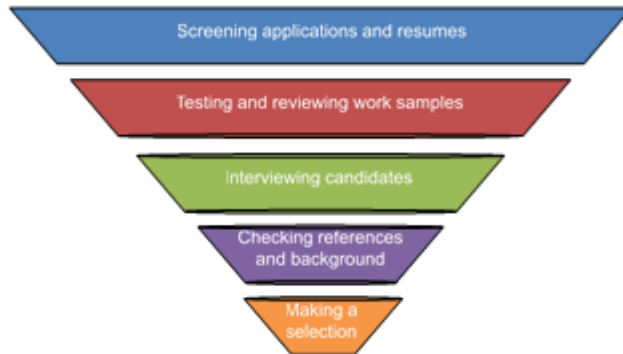 Screening applications and resumes
Testing and reviewing work samples
Interviewing candidates
Checking references
and background
Making a
selection